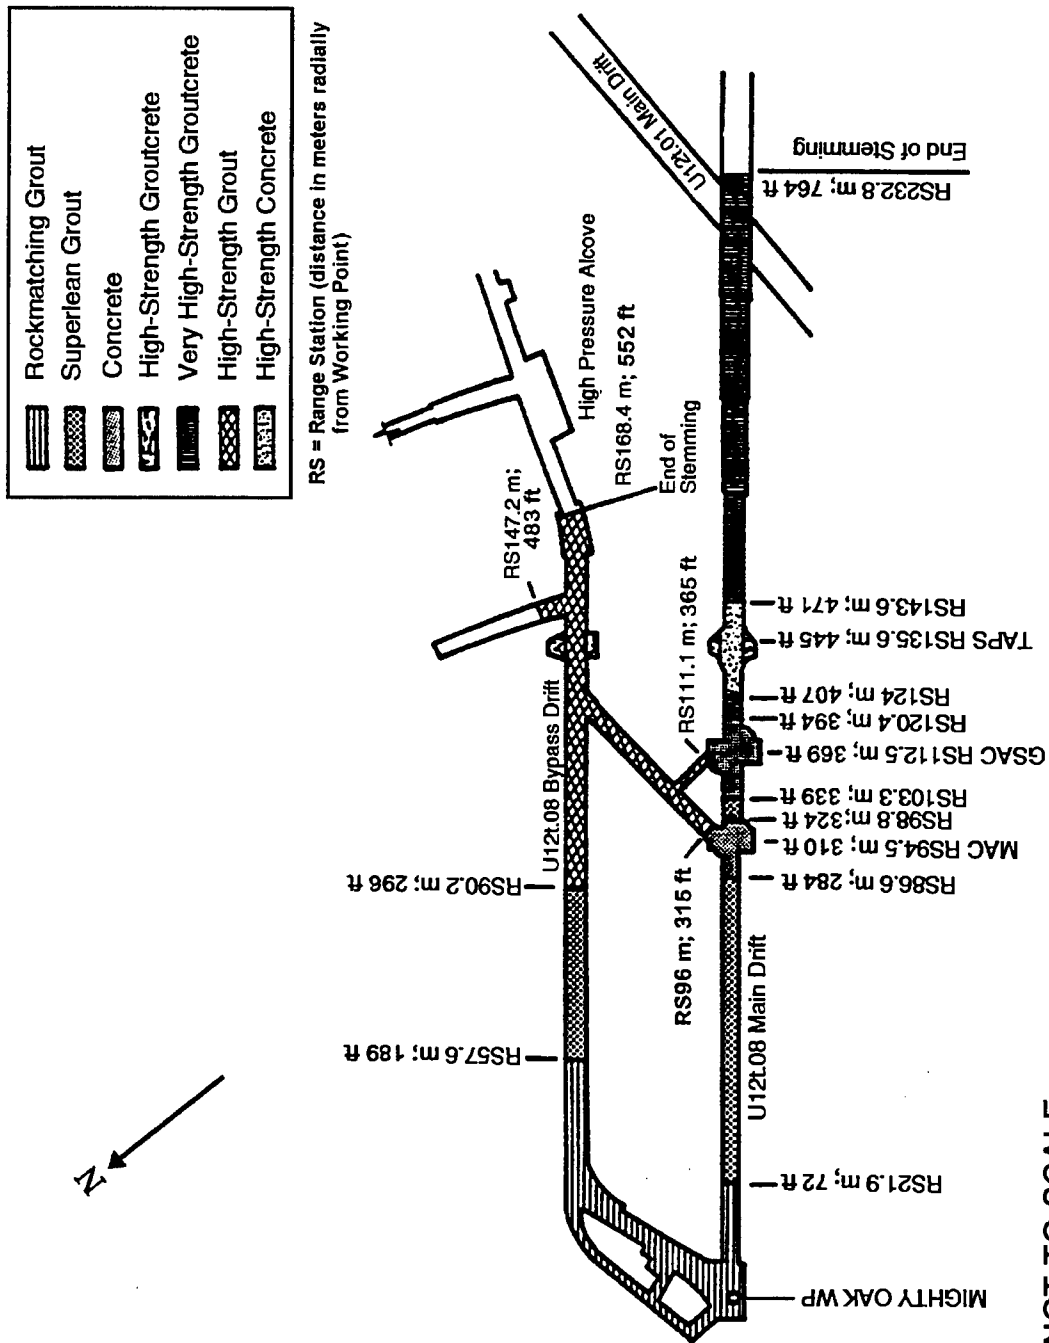 Rockmatching Grout
Superlean Grout
Concrete
High-Strength Groutcrete
Very High-Strength Groutcrete
High-Strength Grout
High-Strength Concrete
RS = Range Station (distance in meters radially
from Working Point)
N
U12t.01 Main Drift
End of Stemming
RS232.8 m; 764 ft
High Pressure Alcove
RS168.4 m; 552 ft
End of
Stemming
RS147.2 m;
483 ft
U12t.08 Bypass Drift
RS111.1 m; 365 ft
RS96 m; 315 ft
RS90.2 m; 296 ft
RS57.6 m; 189 ft
RS143.6 m; 471 ft
TAPS RS135.6 m; 445 ft
RS124 m; 407 ft
RS120.4 m; 394 ft
GSAC RS112.5 m; 369 ft
RS103.3 m; 339 ft
RS98.8 m; 324 ft
MAC RS94.5 m; 310 ft
RS86.6 m; 284 ft
U12t.08 Main Drift
RS21.9 m; 72 ft
MIGHTY OAK WP
NOT TO SCALE